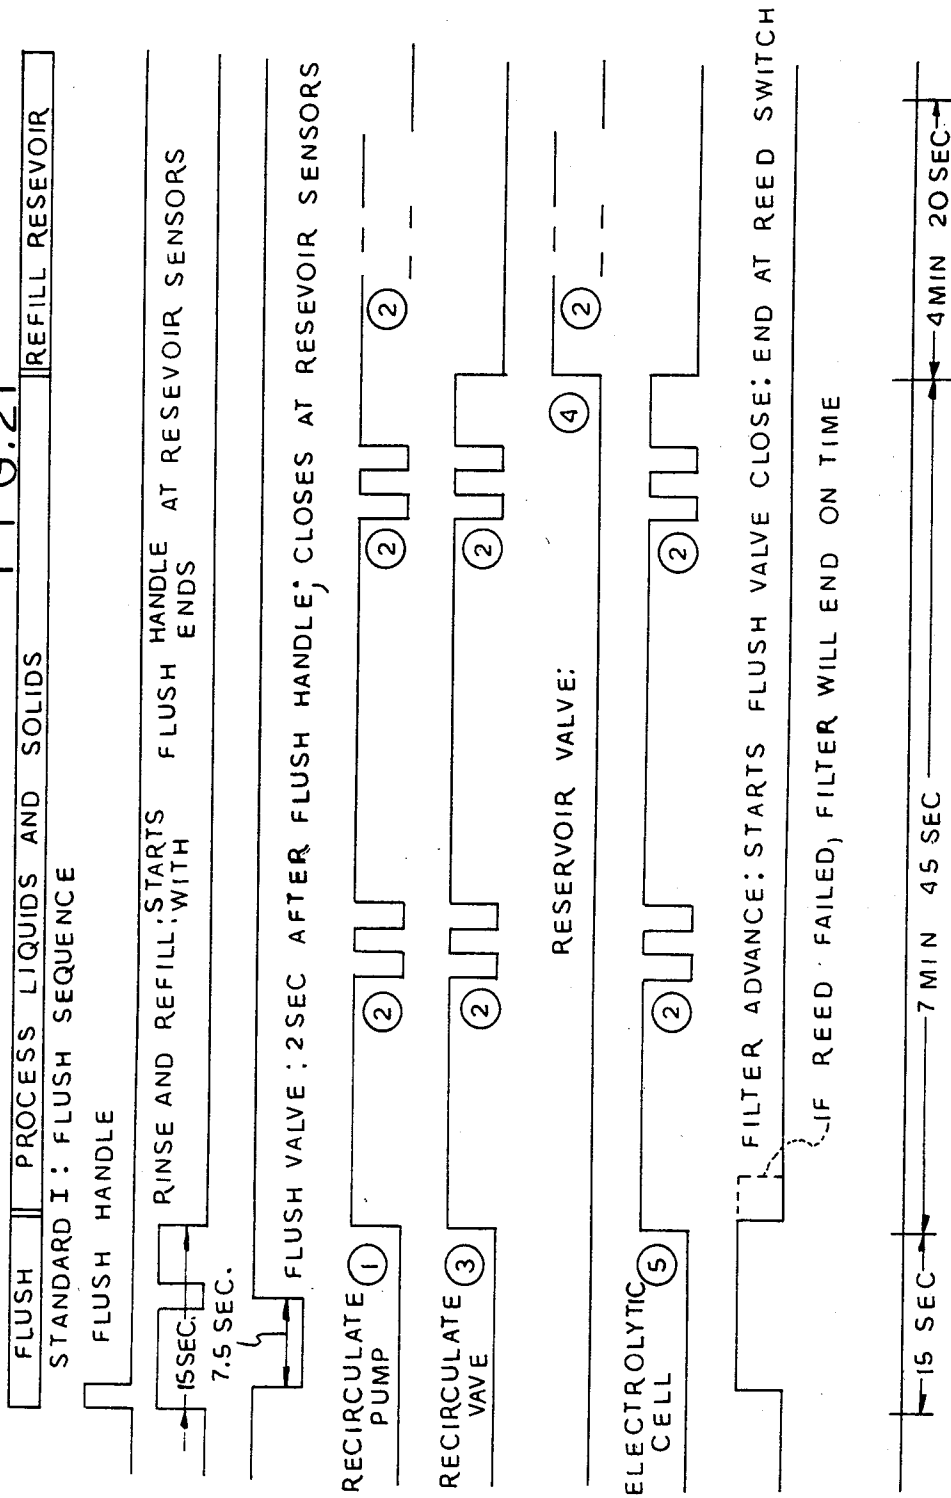 FIG.21
FLUSH
PROCESS LIQUIDS AND SOLIDS
REFILL RESEVOIR
STANDARD I : FLUSH SEQUENCE
FLUSH HANDLE
RINSE AND REFILL: STARTS WITH FLUSH HANDLE ENDS AT RESEVOIR SENSORS
15SEC.
7.5 SEC.
FLUSH VALVE : 2SEC AFTER FLUSH HANDLE; CLOSES AT RESEVOIR SENSORS
RECIRCULATE
PUMP
1
2
2
2
RECIRCULATE
VAVE
3
2
2
RESERVOIR VALVE:
4
2
ELECTROLYTIC
CELL
5
2
2
FILTER ADVANCE: STARTS FLUSH VALVE CLOSE: END AT REED SWITCH
IF REED FAILED, FILTER WILL END ON TIME
15 SEC
7 MIN 45 SEC
4 MIN 20 SEC